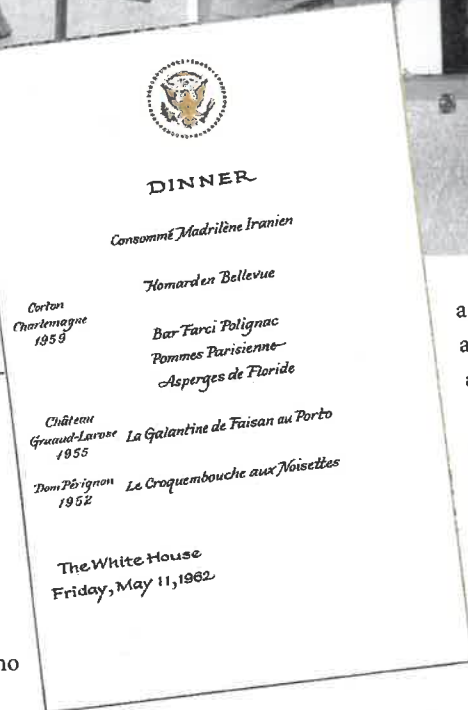 DINNER
Consommé Madrilène Iranien
Homard en Bellevue
Corton
Charlemagne
1959
Bar Farci Polignac
Pommes Parisienne
Asperges de Floride
Château
Gruaud-Larose
1955
La Galantine de Faisan au Porto
Dom Pérignon
1952
Le Croquembouche aux Noisettes
The White House
Friday, May 11, 1962
a
a
a
no